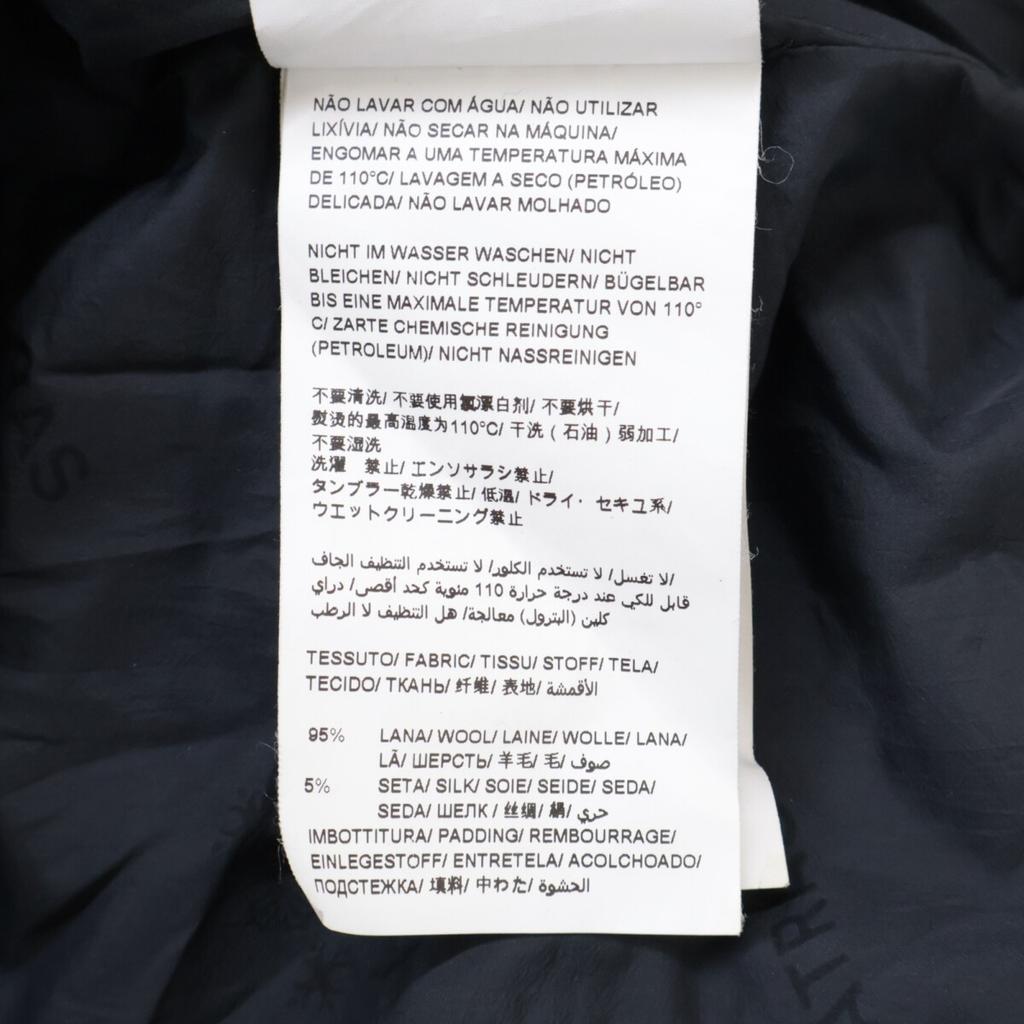 NÃO LAVAR COM ÁGUA/ NÃO UTILIZAR
LIXÍVIA/ NÃO SECAR NA MÁQUINA/
ENGOMAR A UMA TEMPERATURA MÁXIMA
DE 110°C/ LAVAGEM A SECO (PETRÓLEO)
DELICADA/ NÃO LAVAR MOLHADO
NICHT IM WASSER WASCHEN/ NICHT
BLEICHEN/ NICHT SCHLEUDERN/ BÜGELBAR
BIS EINE MAXIMALE TEMPERATUR VON 110°
C/ ZARTE CHEMISCHE REINIGUNG
(PETROLEUM)/ NICHT NASSREINIGEN
不要清洗/ 不要使用氯漂白剂/ 不要烘干/
熨烫的最高温度为110°C/ 干洗 ( 石油 ) 弱加工/
不要湿洗
洗濯 禁止/ エンソサラシ禁止/
タンブラー乾燥禁止/ 低温/ ドライ・ セキユ系/
ウエットクリーニング禁止
لا تغسل/ لا تستخدم الكلور/ لا تستخدم التنظيف الجاف/
قابل للكي عند درجة حرارة 110 مئوية كحد أقصى/ دراي
كلين (البترول) معالجة/ هل التنظيف لا الرطب
TESSUTO/ FABRIC/ TISSU/ STOFF/ TELA/
TECIDO/ ТКАНЬ/ 纤维/ 表地/ الأقمشة
95% LANA/ WOOL/ LAINE/ WOLLE/ LANA/
LÃ/ ШЕРСТЬ/ 羊毛/ 毛/ صوف
5% SETA/ SILK/ SOIE/ SEIDE/ SEDA/
SEDA/ ШЕЛК / 丝绸/ 絹/ حري
IMBOTTITURA/ PADDING/ REMBOURRAGE/
EINLEGESTOFF/ ENTRETELA/ ACOLCHOADO/
ПОДСТЕЖКА/ 填料/ 中わた/ الحشوة